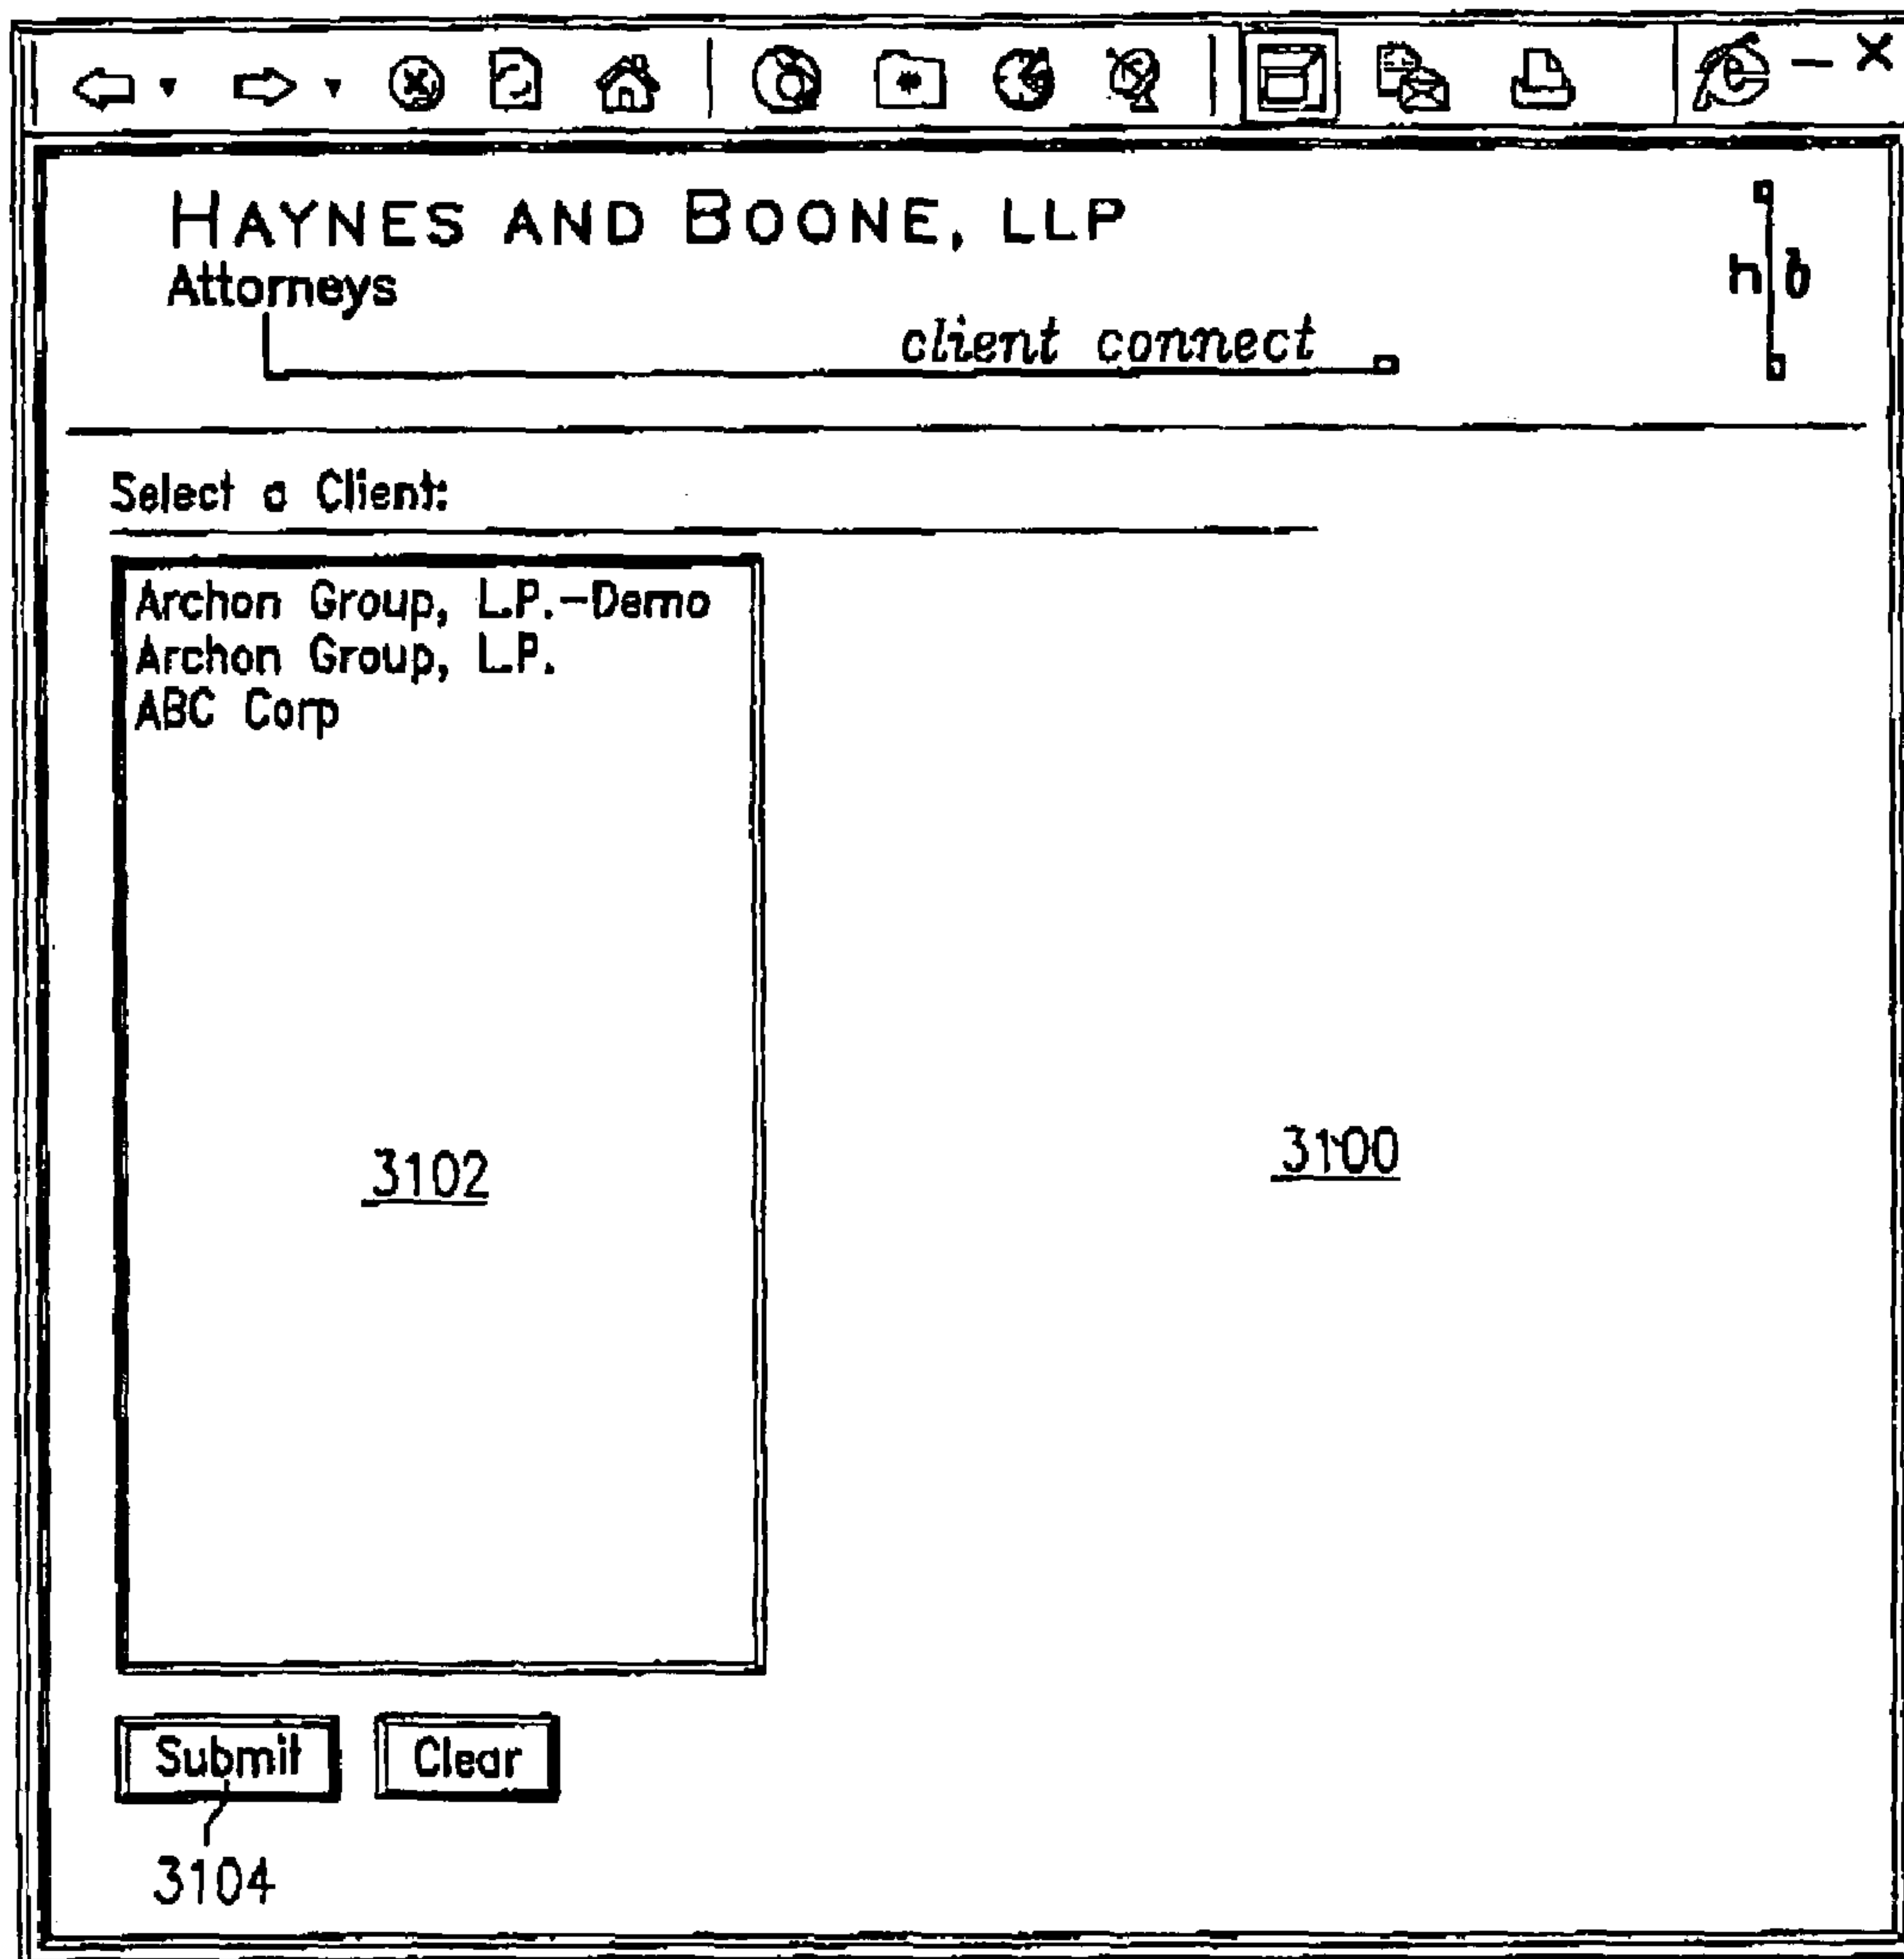 HAYNES AND BOONE, LLP
Attorneys
h b
client connect
Select a Client:
Archon Group, L.P.-Demo
Archon Group, L.P.
ABC Corp
3102
3100
Submit
Clear
3104